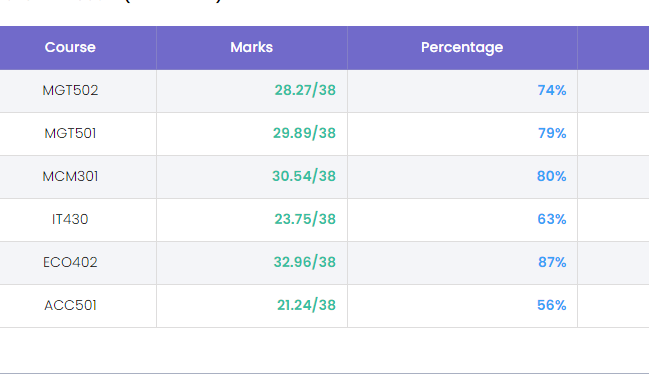 Course Marks Percentage
MGT502 28.27/38 74%
MGT501 29.89/38 79%
MCM301 30.54/38 80%
IT430 23.75/38 63%
ECO402 32.96/38 87%
ACC501 21.24/38 56%